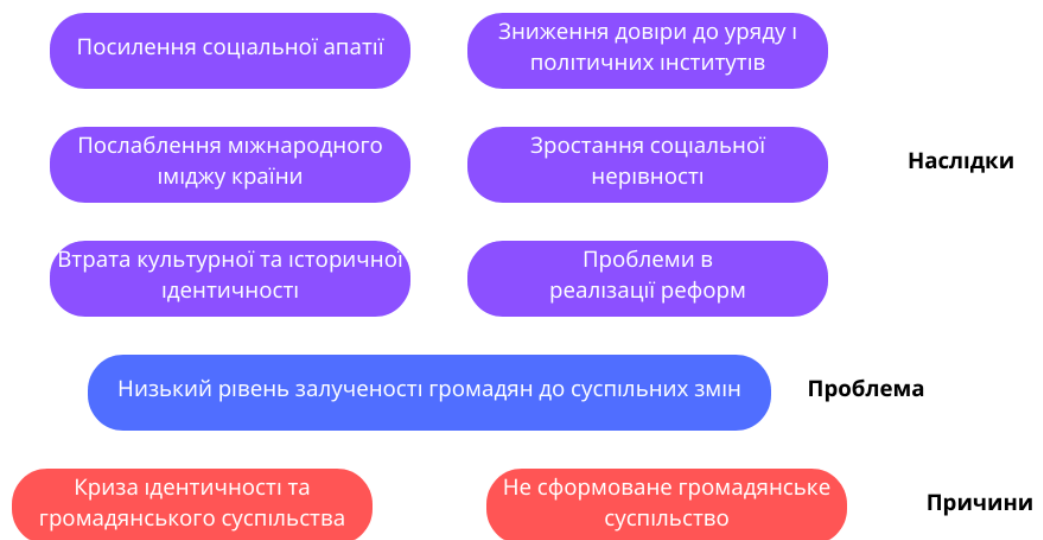 Посилення соціальної апатії
Зниження довіри до уряду і
політичних інститутів
Послаблення міжнародного
іміджу країни
Зростання соціальної
нерівності
Наслідки
Втрата культурної та історичної
ідентичності
Проблеми в
реалізації реформ
Низький рівень залученості громадян до суспільних змін
Проблема
Криза ідентичності та
громадянського суспільства
Не сформоване громадянське
суспільство
Причини